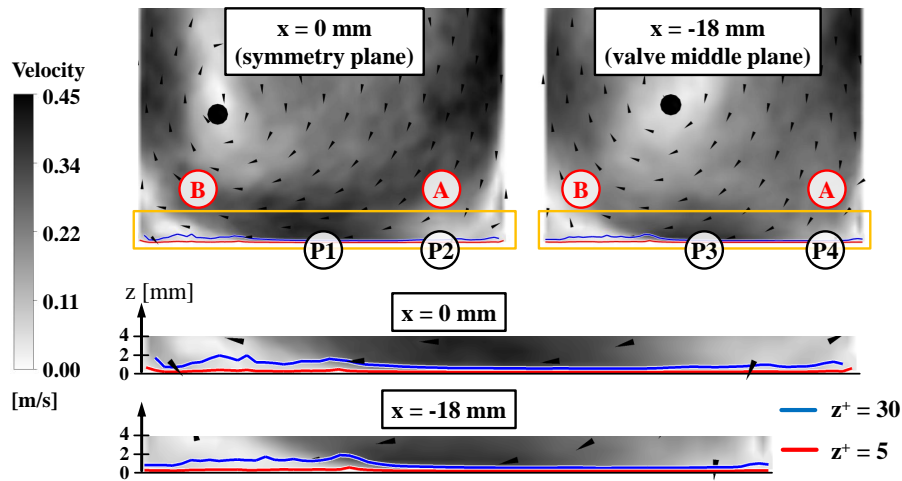 x = 0 mm
(symmetry plane)
x = -18 mm
(valve middle plane)
Velocity
0.45
0.34
0.22
0.11
0.00
[m/s]
B
A
B
A
P1
P2
P3
P4
z [mm]
x = 0 mm
4
2
0
x = -18 mm
4
2
0
z⁺ = 30
z⁺ = 5